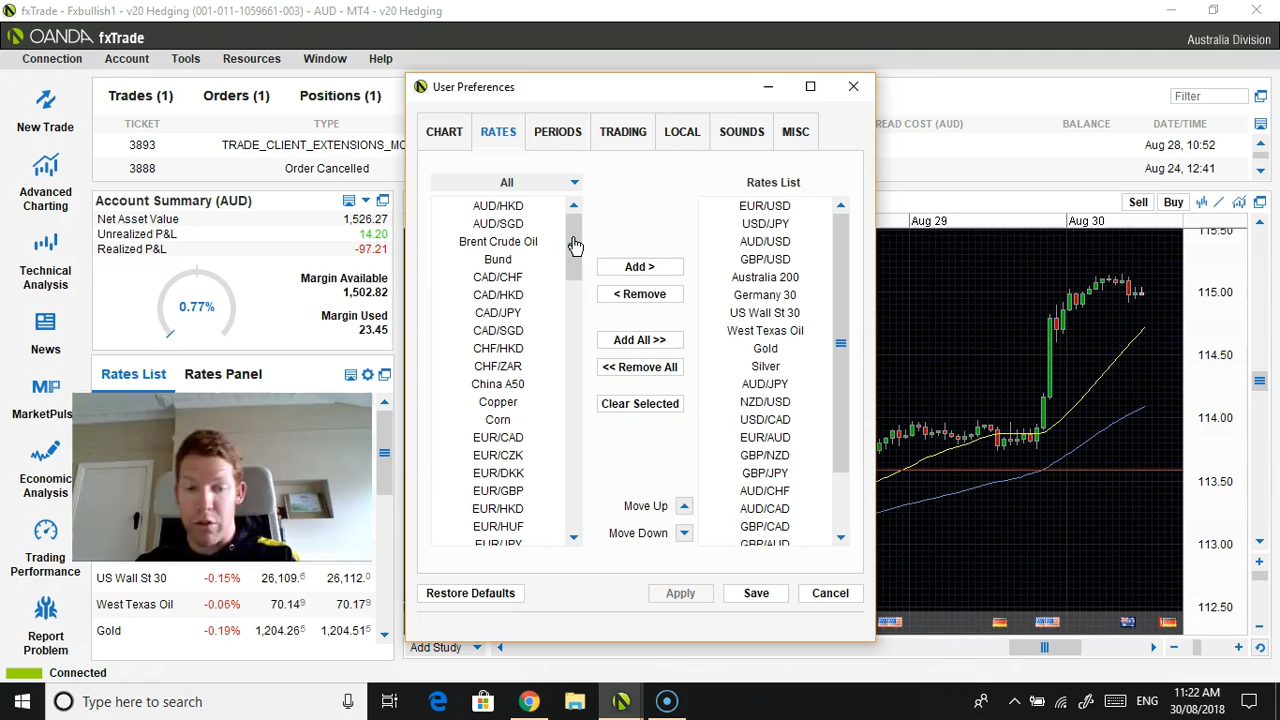 fxTrade - Fxbullish1 - v20 Hedging (001-011-1059661-003) - AUD - MT4 - v20 Hedging
OANDA fxTrade
Australia Division
Connection Account Tools Resources Window Help
New Trade
Advanced Charting
Technical Analysis
News
MarketPuls
Economic Analysis
Trading Performance
Report Problem
Trades (1) Orders (1) Positions (1)
Filter
TICKET TYPE
READ COST (AUD) BALANCE DATE/TIME
3893 TRADE_CLIENT_EXTENSIONS_MO
Aug 28, 10:52
3888 Order Cancelled
Aug 24, 12:41
Account Summary (AUD)
Net Asset Value 1,526.27
Unrealized P&L 14.20
Realized P&L -97.21
0.77%
Margin Available
1,502.82
Margin Used
23.45
Rates List Rates Panel
US Wall St 30 -0.15% 26,109.6 26,112.0
West Texas Oil -0.06% 70.149 70.179
Gold -0.19% 1,204.265 1,204.515
User Preferences
CHART RATES PERIODS TRADING LOCAL SOUNDS MISC
All
AUD/HKD
AUD/SGD
Brent Crude Oil
Bund
CAD/CHF
CAD/HKD
CAD/JPY
CAD/SGD
CHF/HKD
CHF/ZAR
China A50
Copper
Corn
EUR/CAD
EUR/CZK
EUR/DKK
EUR/GBP
EUR/HKD
EUR/HUF
EUR/JPY
Add >
< Remove
Add All >>
<< Remove All
Clear Selected
Move Up
Move Down
Rates List
EUR/USD
USD/JPY
AUD/USD
GBP/USD
Australia 200
Germany 30
US Wall St 30
West Texas Oil
Gold
Silver
AUD/JPY
NZD/USD
USD/CAD
EUR/AUD
GBP/NZD
GBP/JPY
AUD/CHF
AUD/CAD
GBP/CAD
GBP/AUD
Restore Defaults Apply Save Cancel
Sell Buy
Aug 29 Aug 30
115.50
115.00
114.50
114.00
113.50
113.00
112.50
Add Study
Connected
Type here to search
ENG
11:22 AM
30/08/2018